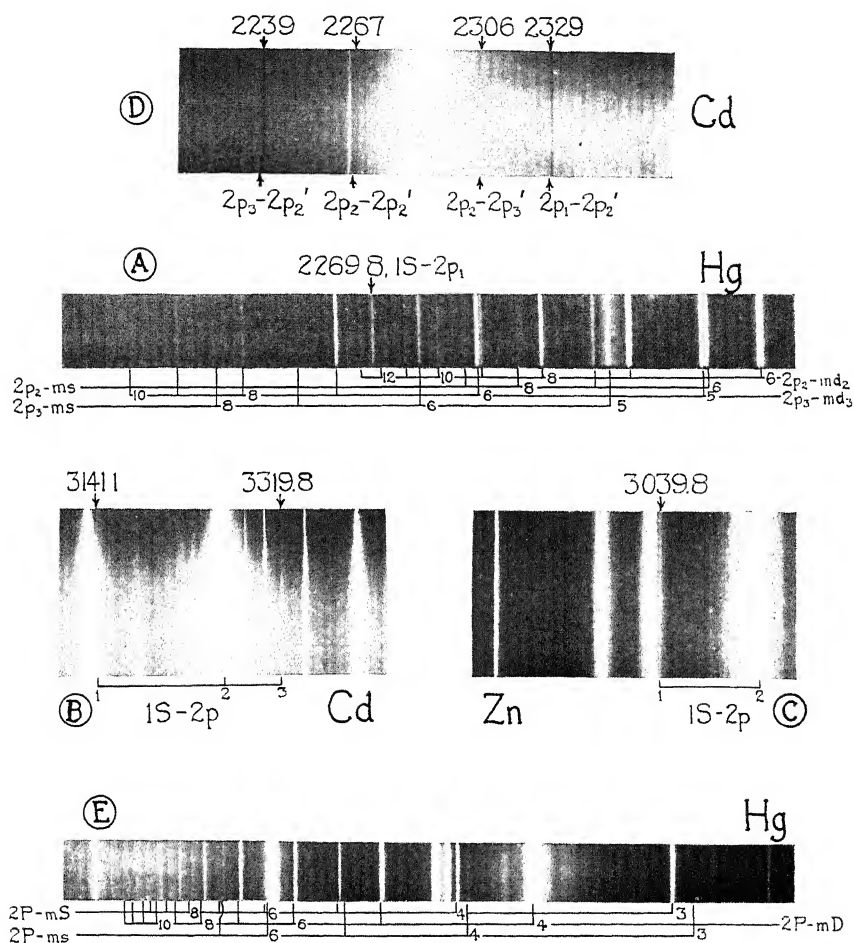 2239 2267 2306 2329
Ⓓ Cd
2p₃-2p₂' 2p₂-2p₂' 2p₂-2p₃' 2p₁-2p₂'
Ⓐ 2269 8, 1S-2p₁ Hg
12 10 8 6-2p₂-md₂
2p₂-ms 10 8 6 8 6 5 2p₃-md₃
2p₃-ms 8 6 5
3141 1 3319.8 3039.8
1 2 3 1 2
Ⓑ 1S-2p Cd Zn 1S-2p Ⓒ
Ⓔ Hg
2P-mS 8 6 4 3
10 8 6 4 2P-mD
2P-ms 6 4 3